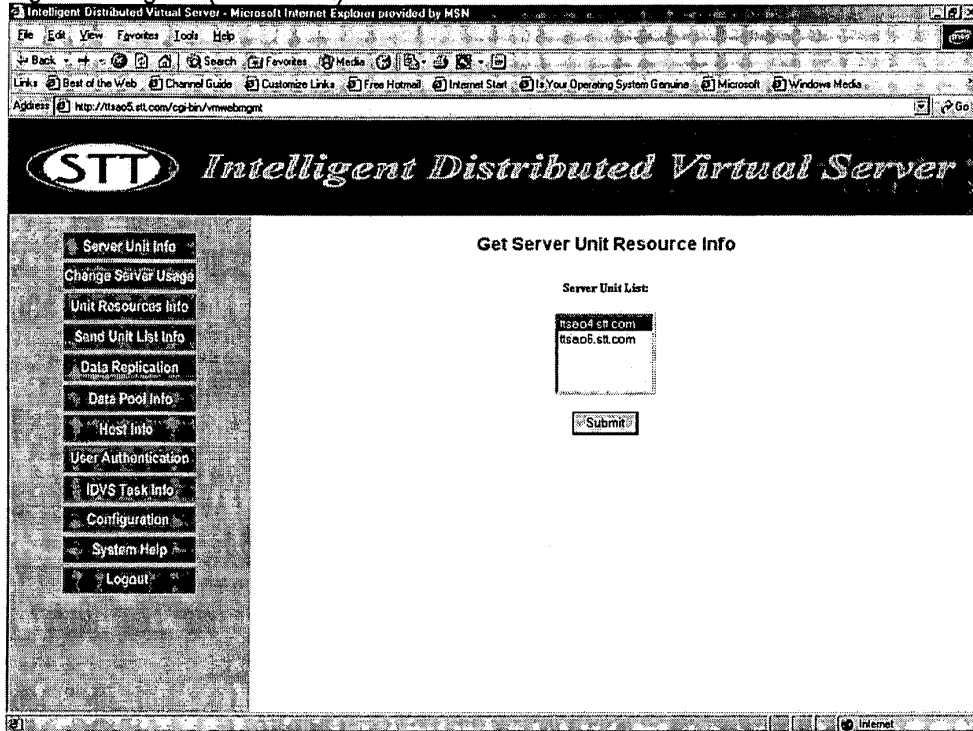 Intelligent Distributed Virtual Server - Microsoft Internet Explorer provided by MSN
File Edit View Favorites Tools Help
Back Search Favorites Media
Links Best of the Web Channel Guide Customize Links Free Hotmail Internet Start Is Your Operating System Genuine Microsoft Windows Media
Address http://ttsao5.stt.com/cgi-bin/vmwebmgnt Go
STT Intelligent Distributed Virtual Server
Server Unit Info
Change Server Usage
Unit Resources Info
Send Unit List Info
Data Replication
Data Pool Info
Host Info
User Authentication
IDVS Task Info
Configuration
System Help
Logout
Get Server Unit Resource Info
Server Unit List:
ttsao4.stt.com
ttsao6.stt.com
Submit
Internet